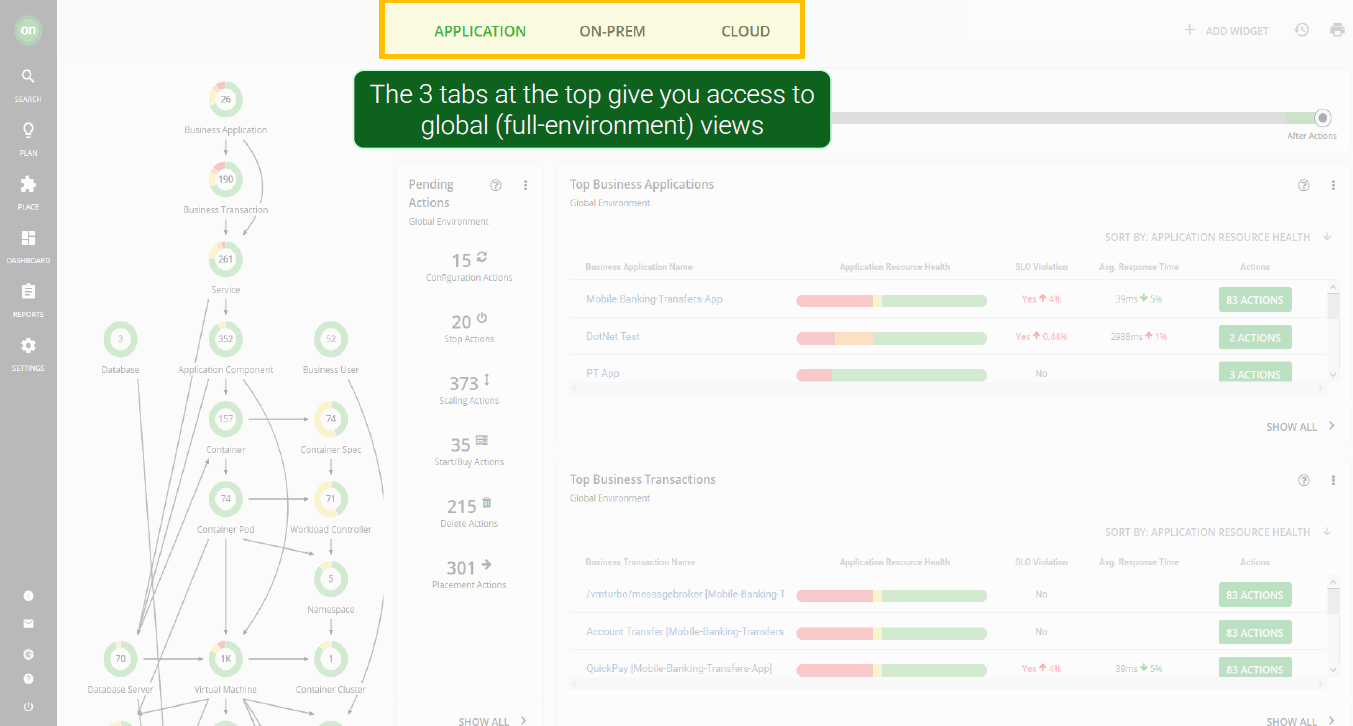 on
SEARCH
PLAN
PLACE
DASHBOARD
REPORTS
SETTINGS
APPLICATION ON-PREM CLOUD
ADD WIDGET
The 3 tabs at the top give you access to
global (full-environment) views
After Actions
26
Business Application
190
Business Transaction
261
Service
3
Database
352
Application Component
52
Business User
157
Container
74
Container Spec
74
Container Pod
71
Workload Controller
5
Namespace
70
Database Server
1K
Virtual Machine
1
Container Cluster
Pending
Actions
Global Environment
15
Configuration Actions
20
Stop Actions
373
Scaling Actions
35
Start/Buy Actions
215
Delete Actions
301
Placement Actions
SHOW ALL
Top Business Applications
Global Environment
SORT BY: APPLICATION RESOURCE HEALTH
Business Application Name Application Resource Health SLO Violation Avg. Response Time Actions
Mobile-Banking-Transfers-App Yes 4% 39ms 5% 83 ACTIONS
DotNet Test Yes 0.44% 2988ms 1% 2 ACTIONS
PT App No 3 ACTIONS
SHOW ALL
Top Business Transactions
Global Environment
SORT BY: APPLICATION RESOURCE HEALTH
Business Transaction Name Application Resource Health SLO Violation Avg. Response Time Actions
/vmturbo/messagebroker [Mobile-Banking-T No 83 ACTIONS
Account Transfer [Mobile-Banking-Transfers No 83 ACTIONS
QuickPay [Mobile-Banking-Transfers-App] Yes 4% 39ms 5% 83 ACTIONS
SHOW ALL